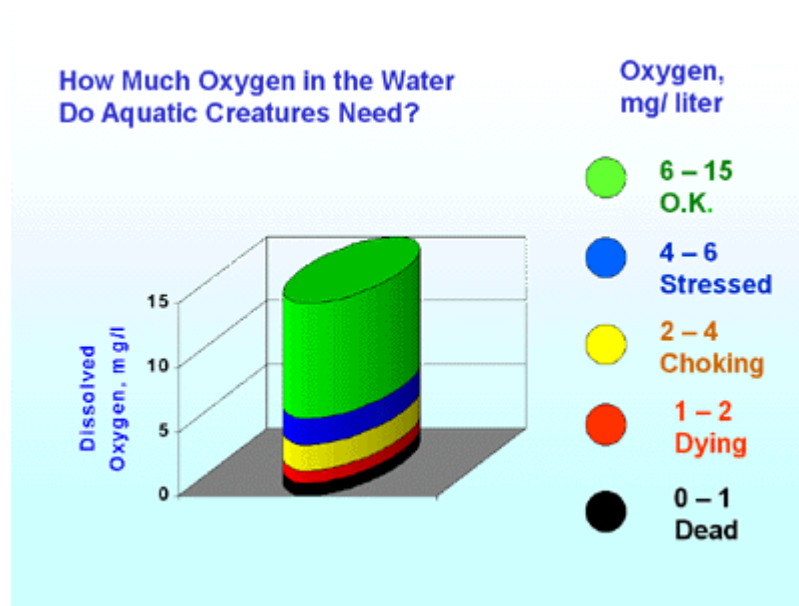 How Much Oxygen in the Water
Do Aquatic Creatures Need?
Oxygen,
mg/ liter
6 – 15
O.K.
4 – 6
Stressed
2 – 4
Choking
1 – 2
Dying
0 – 1
Dead
Dissolved
Oxygen, mg/l
15
10
5
0